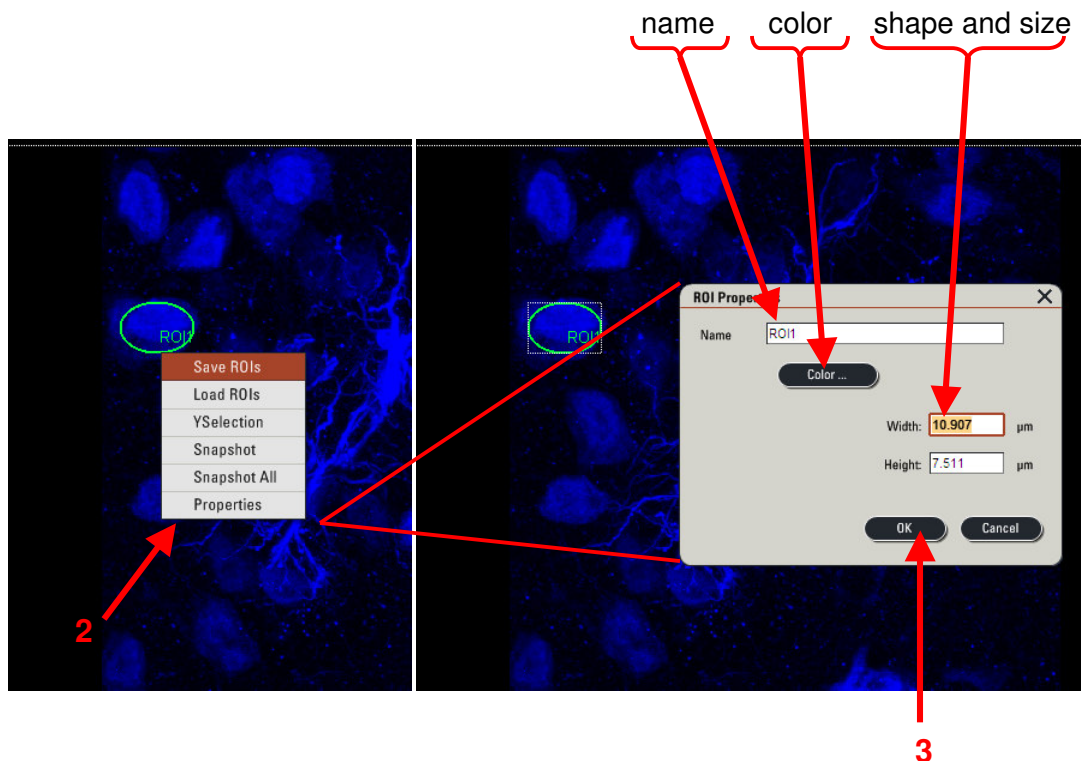 name color shape and size
ROI1
Save ROIs
Load ROIs
YSelection
Snapshot
Snapshot All
Properties
2
ROI1
ROI Prope
Name ROI1
Color ...
Width: 10.907 µm
Height: 7.511 µm
OK Cancel
3